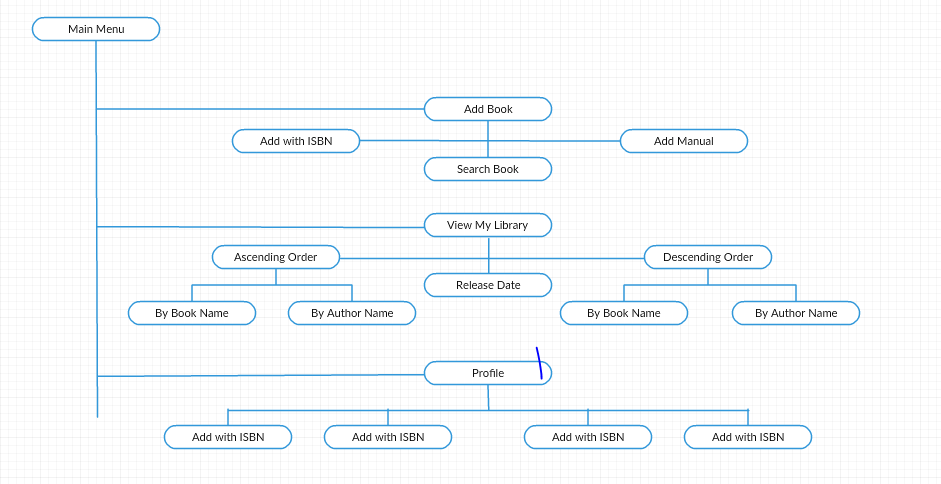 Main Menu
Add Book
Add with ISBN
Add Manual
Search Book
View My Library
Ascending Order
Descending Order
Release Date
By Book Name
By Author Name
By Book Name
By Author Name
Profile
Add with ISBN
Add with ISBN
Add with ISBN
Add with ISBN